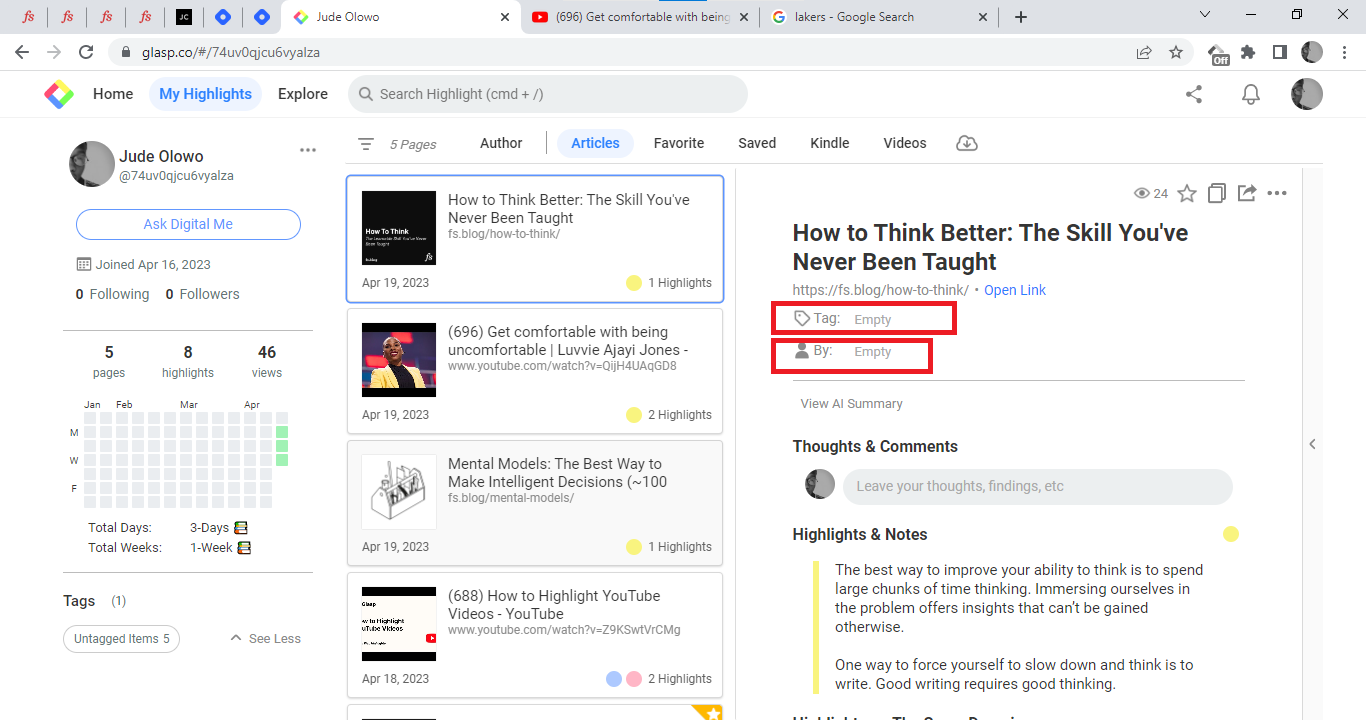 fs
fs
fs
fs
JC
Jude Olowo
(696) Get comfortable with being
lakers - Google Search
glasp.co/#/74uv0qjcu6vyalza
Off
Home
My Highlights
Explore
Search Highlight (cmd + /)
Jude Olowo
@74uv0qjcu6vyalza
Ask Digital Me
Joined Apr 16, 2023
0 Following 0 Followers
5 8 46
pages highlights views
Jan Feb Mar Apr
M
W
F
Total Days: 3-Days
Total Weeks: 1-Week
Tags (1)
Untagged Items 5
See Less
5 Pages
Author
Articles
Favorite
Saved
Kindle
Videos
How To Think
fs
How to Think Better: The Skill You've
Never Been Taught
fs.blog/how-to-think/
Apr 19, 2023
1 Highlights
(696) Get comfortable with being
uncomfortable | Luvvie Ajayi Jones -
www.youtube.com/watch?v=QijH4UAqGD8
Apr 19, 2023
2 Highlights
Mental Models: The Best Way to
Make Intelligent Decisions (~100
fs.blog/mental-models/
Apr 19, 2023
1 Highlights
Glasp
w to Highlight
uTube Videos
(688) How to Highlight YouTube
Videos - YouTube
www.youtube.com/watch?v=Z9KSwtVrCMg
Apr 18, 2023
2 Highlights
24
How to Think Better: The Skill You've
Never Been Taught
https://fs.blog/how-to-think/ • Open Link
Tag: Empty
By: Empty
View AI Summary
Thoughts & Comments
Leave your thoughts, findings, etc
Highlights & Notes
The best way to improve your ability to think is to spend
large chunks of time thinking. Immersing ourselves in
the problem offers insights that can't be gained
otherwise.
One way to force yourself to slow down and think is to
write. Good writing requires good thinking.